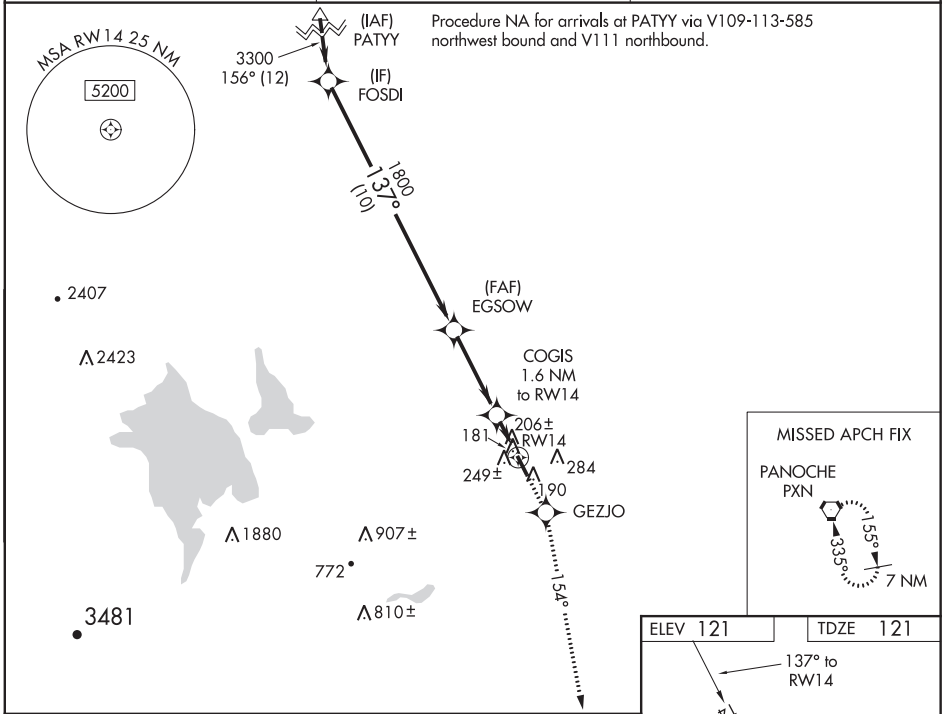 MSA RW14 25 NM
5200
(IAF)
PATYY
3300
156° (12)
(IF)
FOSDI
Procedure NA for arrivals at PATYY via V109-113-585
northwest bound and V111 northbound.
1800
137°
(10)
2407
2423
(FAF)
EGSOW
COGIS
1.6 NM
to RW14
206±
181
RW14
249±
284
190
GEZJO
1880
907±
772
810±
3481
154°
MISSED APCH FIX
PANOCHE
PXN
155°
335°
7 NM
ELEV 121
TDZE 121
137° to
RW14